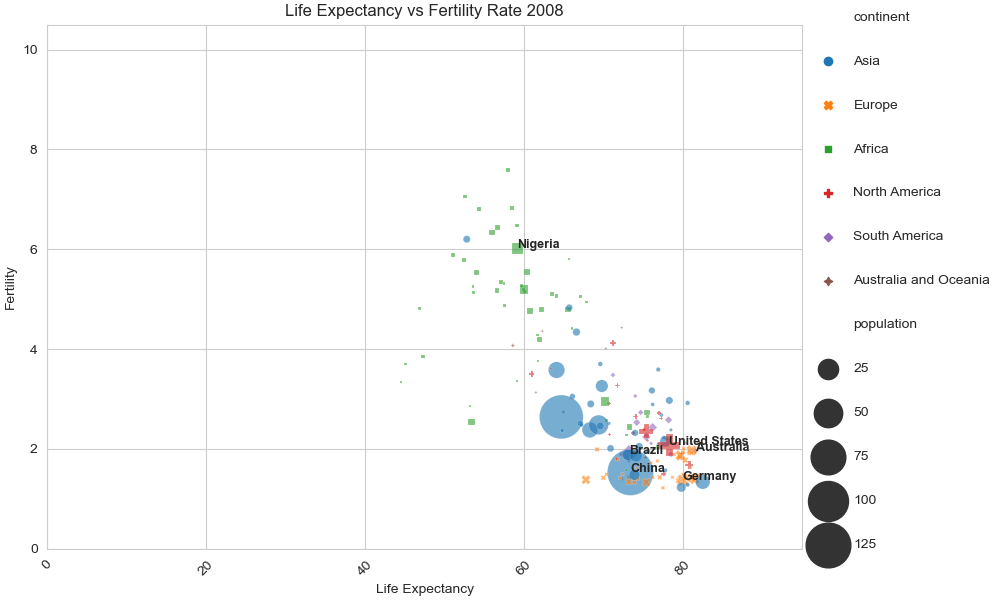 Life Expectancy vs Fertility Rate 2008
continent
Asia
Europe
Africa
North America
South America
Australia and Oceania
population
25
50
75
100
125
10
8
6
4
2
0
Fertility
Nigeria
United States
Australia
Brazil
China
Germany
0
20
40
60
80
Life Expectancy